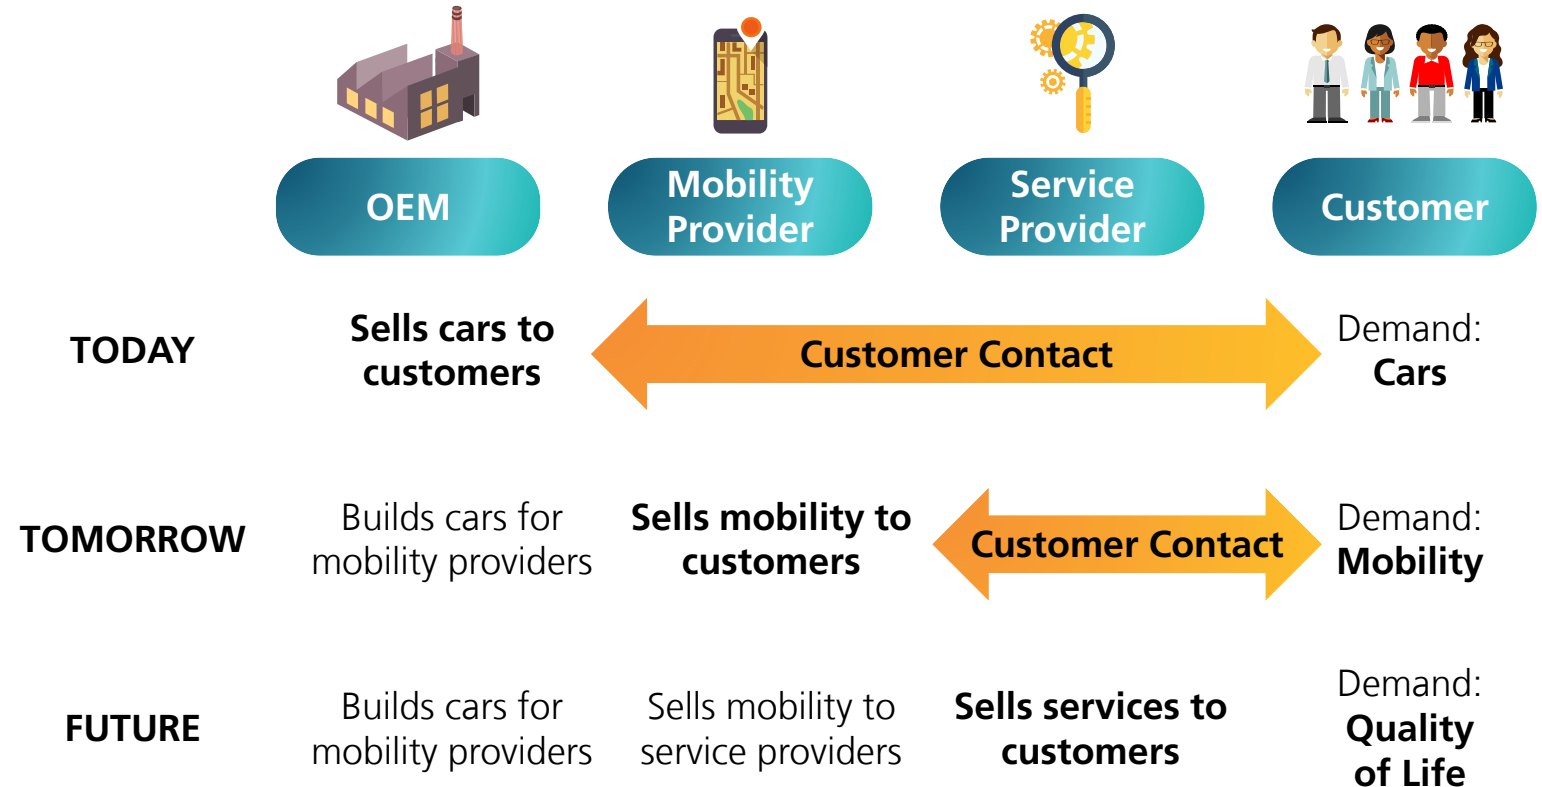 OEM
Mobility
Provider
Service
Provider
Customer
TODAY
Sells cars to
customers
Customer Contact
Demand:
Cars
TOMORROW
Builds cars for
mobility providers
Sells mobility to
customers
Customer Contact
Demand:
Mobility
FUTURE
Builds cars for
mobility providers
Sells mobility to
service providers
Sells services to
customers
Demand:
Quality
of Life